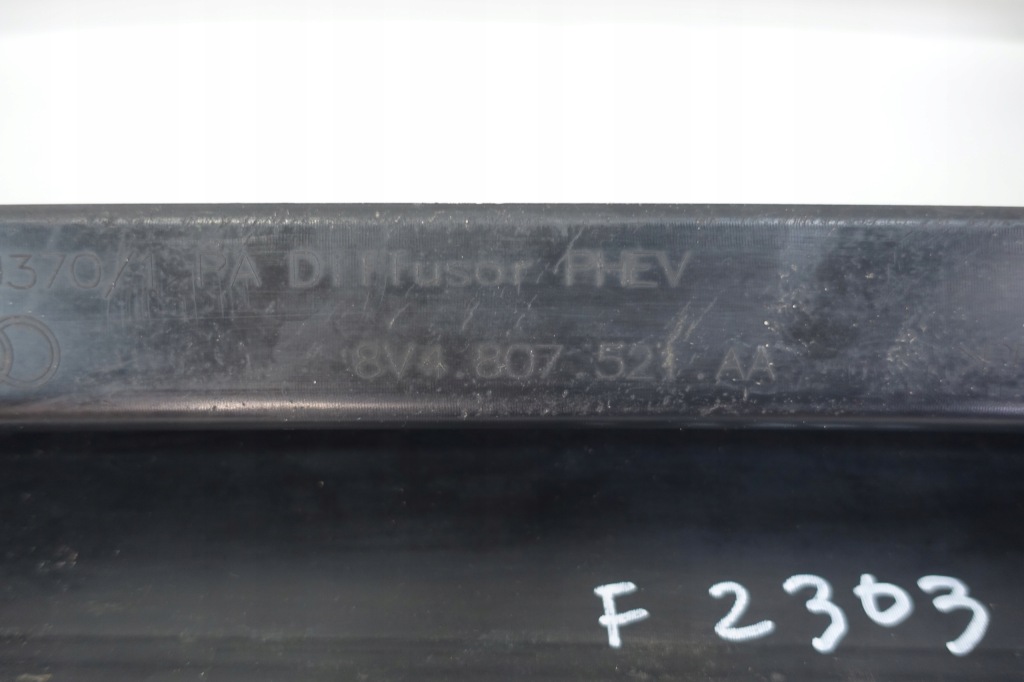 PA Diffusor PHEV
8V4 807 521 AA
F 2303